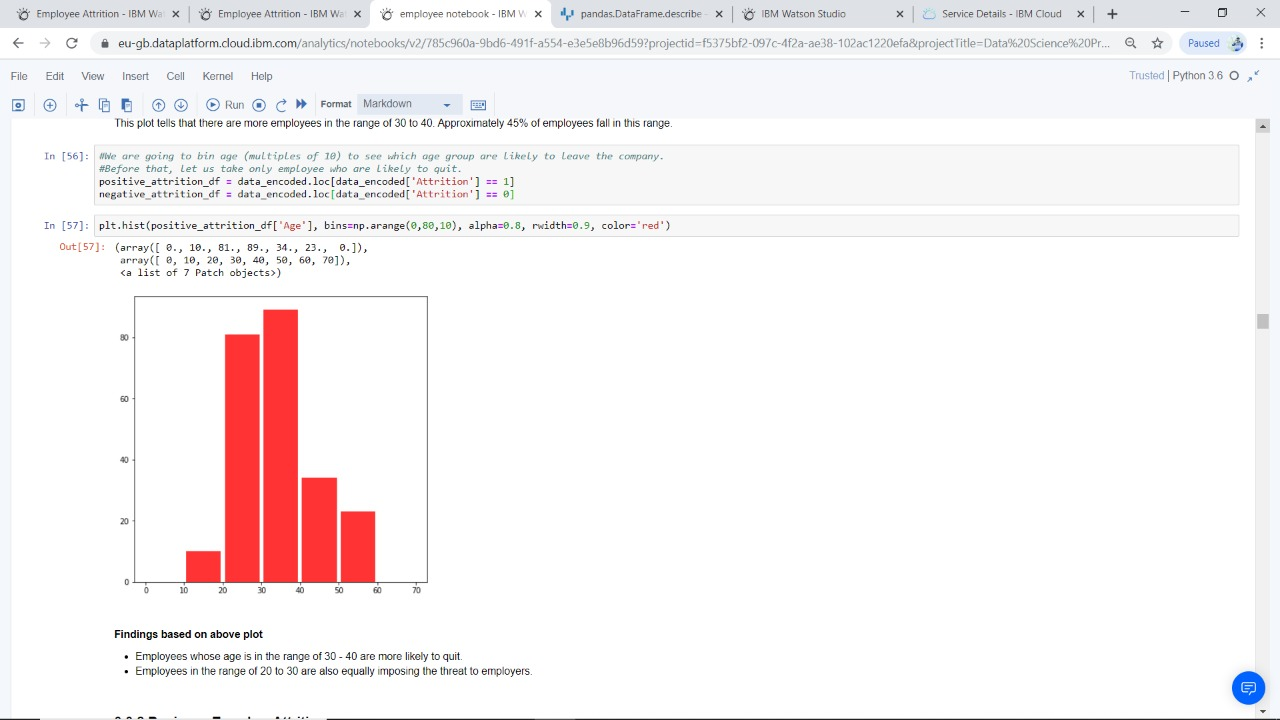 Employee Attrition - IBM Wa
Employee Attrition - IBM Wa
employee notebook - IBM W
pandas.DataFrame.describe -
IBM Watson Studio
Service Details - IBM Cloud
eu-gb.dataplatform.cloud.ibm.com/analytics/notebooks/v2/785c960a-9bd6-491f-a554-e3e5e8b96d59?projectid=f5375bf2-097c-4f2a-ae38-102ac1220efa&projectTitle=Data%20Science%20Pr...
Paused
File Edit View Insert Cell Kernel Help
Trusted | Python 3.6
Run Format Markdown
This plot tells that there are more employees in the range of 30 to 40. Approximately 45% of employees fall in this range.
In [56]: #We are going to bin age (multiples of 10) to see which age group are likely to leave the company.
#Before that, let us take only employee who are likely to quit.
positive_attrition_df = data_encoded.loc[data_encoded['Attrition'] == 1]
negative_attrition_df = data_encoded.loc[data_encoded['Attrition'] == 0]
In [57]: plt.hist(positive_attrition_df['Age'], bins=np.arange(0,80,10), alpha=0.8, rwidth=0.9, color='red')
Out[57]: (array([ 0., 10., 81., 89., 34., 23., 0.]),
array([ 0, 10, 20, 30, 40, 50, 60, 70]),
<a list of 7 Patch objects>)
80
60
40
20
0
0 10 20 30 40 50 60 70
Findings based on above plot
• Employees whose age is in the range of 30 - 40 are more likely to quit.
• Employees in the range of 20 to 30 are also equally imposing the threat to employers.